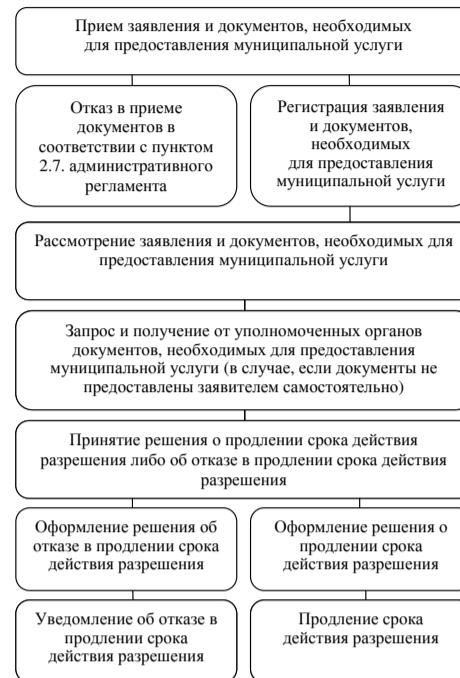 Прием заявления и документов, необходимых
для предоставления муниципальной услуги
Отказ в приеме
документов в
соответствии с пунктом
2.7. административного
регламента
Регистрация заявления
и документов,
необходимых
для предоставления
муниципальной услуги
Рассмотрение заявления и документов, необходимых для
предоставления муниципальной услуги
Запрос и получение от уполномоченных органов
документов, необходимых для предоставления
муниципальной услуги (в случае, если документы не
предоставлены заявителем самостоятельно)
Принятие решения о продлении срока действия
разрешения либо об отказе в продлении срока действия
разрешения
Оформление решения об
отказе в продлении срока
действия разрешения
Оформление решения о
продлении срока
действия разрешения
Уведомление об отказе в
продлении срока
действия разрешения
Продление срока
действия разрешения